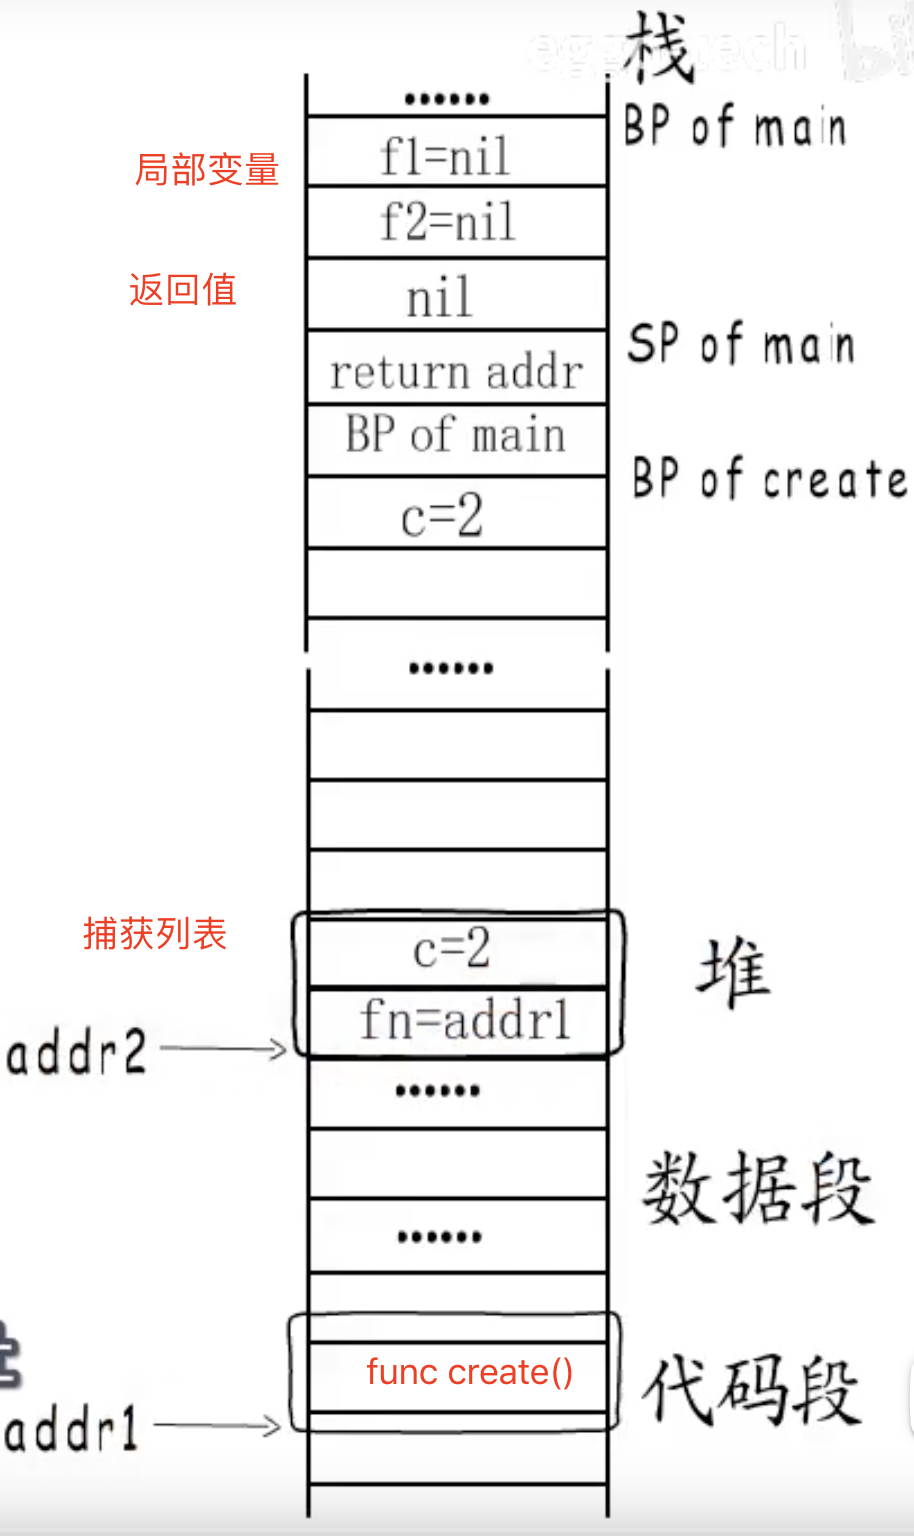 栈
......
BP of main
局部变量
f1=nil
f2=nil
返回值
nil
SP of main
return addr
BP of main
BP of create
c=2
......
捕获列表
c=2
堆
fn=addr1
addr2
......
数据段
......
func create()
代码段
addr1